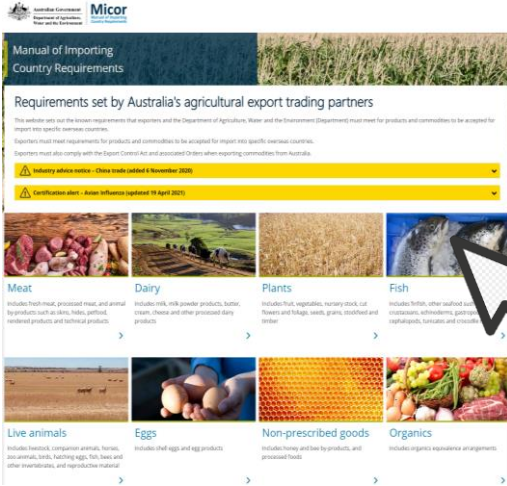 Australian Government
Department of Agriculture,
Water and the Environment
Micor
Manual of Importing
Country Requirements
Manual of Importing
Country Requirements
Requirements set by Australia's agricultural export trading partners
This website sets out the known requirements that exporters and the Department of Agriculture, Water and the Environment (Department) must meet for products and commodities to be accepted for
import into specific overseas countries.
Exporters must meet requirements for products and commodities to be accepted for import into specific overseas countries.
Exporters must also comply with the Export Control Act and associated Orders when exporting commodities from Australia.
Industry advice notice – China trade (added 6 November 2020)
Certification alert – Avian Influenza (updated 19 April 2021)
Meat
Includes fresh meat, processed meat, and animal
by-products such as skins, hides, petfood,
rendered products and technical products
Dairy
Includes milk, milk powder products, butter,
cream, cheese and other processed dairy
products
Plants
Includes fruit, vegetables, nursery stock, cut
flowers and foliage, seeds, grains, stockfeed and
timber
Fish
Includes finfish, other seafood such
crustaceans, echinoderms, gastropo
cephalopods, tunicates and crocodile
Live animals
Includes livestock, companion animals, horses,
zoo animals, birds, hatching eggs, fish, bees and
other invertebrates, and reproductive material
Eggs
Includes shell eggs and egg products
Non-prescribed goods
Includes honey and bee by-products, and
processed foods
Organics
Includes organics equivalence arrangements